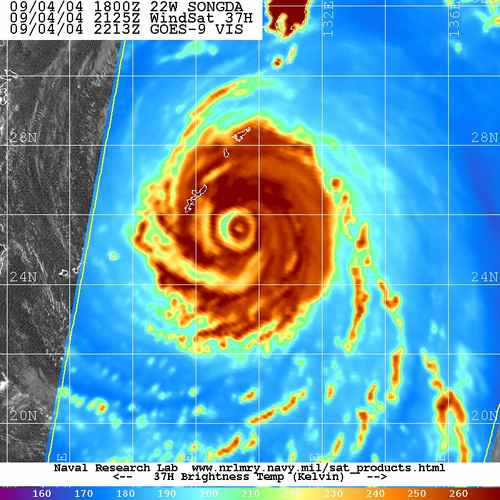 09/04/04 1800Z 22W SONGDA
09/04/04 2125Z WindSat 37H
09/04/04 2213Z GOES-9 VIS
132E
136E
28N
28N
24N
24N
20N
20N
Naval Research Lab www.nrlmry.navy.mil/sat_products.html
<-- 37H Brightness Temp (Kelvin) -->
160 170 180 190 200 210 220 230 240 250 260